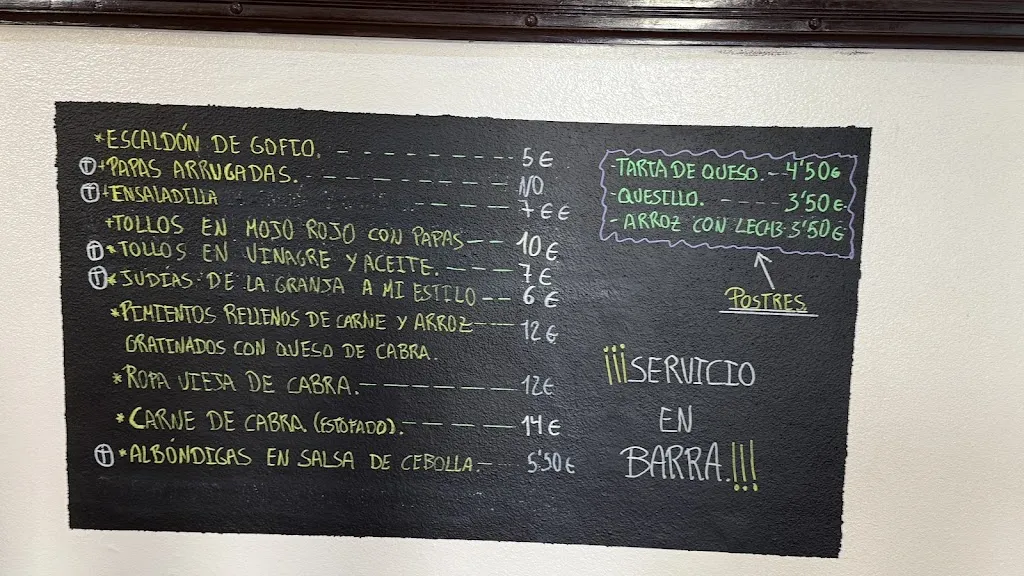 *ESCALDÓN DE GOFIO. - - - - - - - - 5€
Ⓣ+PAPAS ARRUGADAS. - - - - - - - - NO
Ⓣ+ENSALADILLA - - - - 7€€
+TOLLOS EN MOJO ROJO CON PAPAS - - 10€
Ⓣ*TOLLOS EN VINAGRE Y ACEITE. - - - - 7€
Ⓣ*JUDÍAS DE LA GRANJA A MI ESTILO - - 6€
*PIMIENTOS RELLENOS DE CARNE Y ARROZ - - - 12€
GRATINADOS CON QUESO DE CABRA.
*ROPA VIEJA DE CABRA. - - - - - - - - 12€
*CARNE DE CABRA. (ESTOFADO). - - - - - - 14€
Ⓣ*ALBÓNDIGAS EN SALSA DE CEBOLLA. - - 5'50€
-TARTA DE QUESO. - - 4'50€
-QUESILLO. - - - - - 3'50€
- ARROZ CON LECHE. 3'50€
POSTRES
¡¡¡SERVICIO
EN
BARRA.!!!